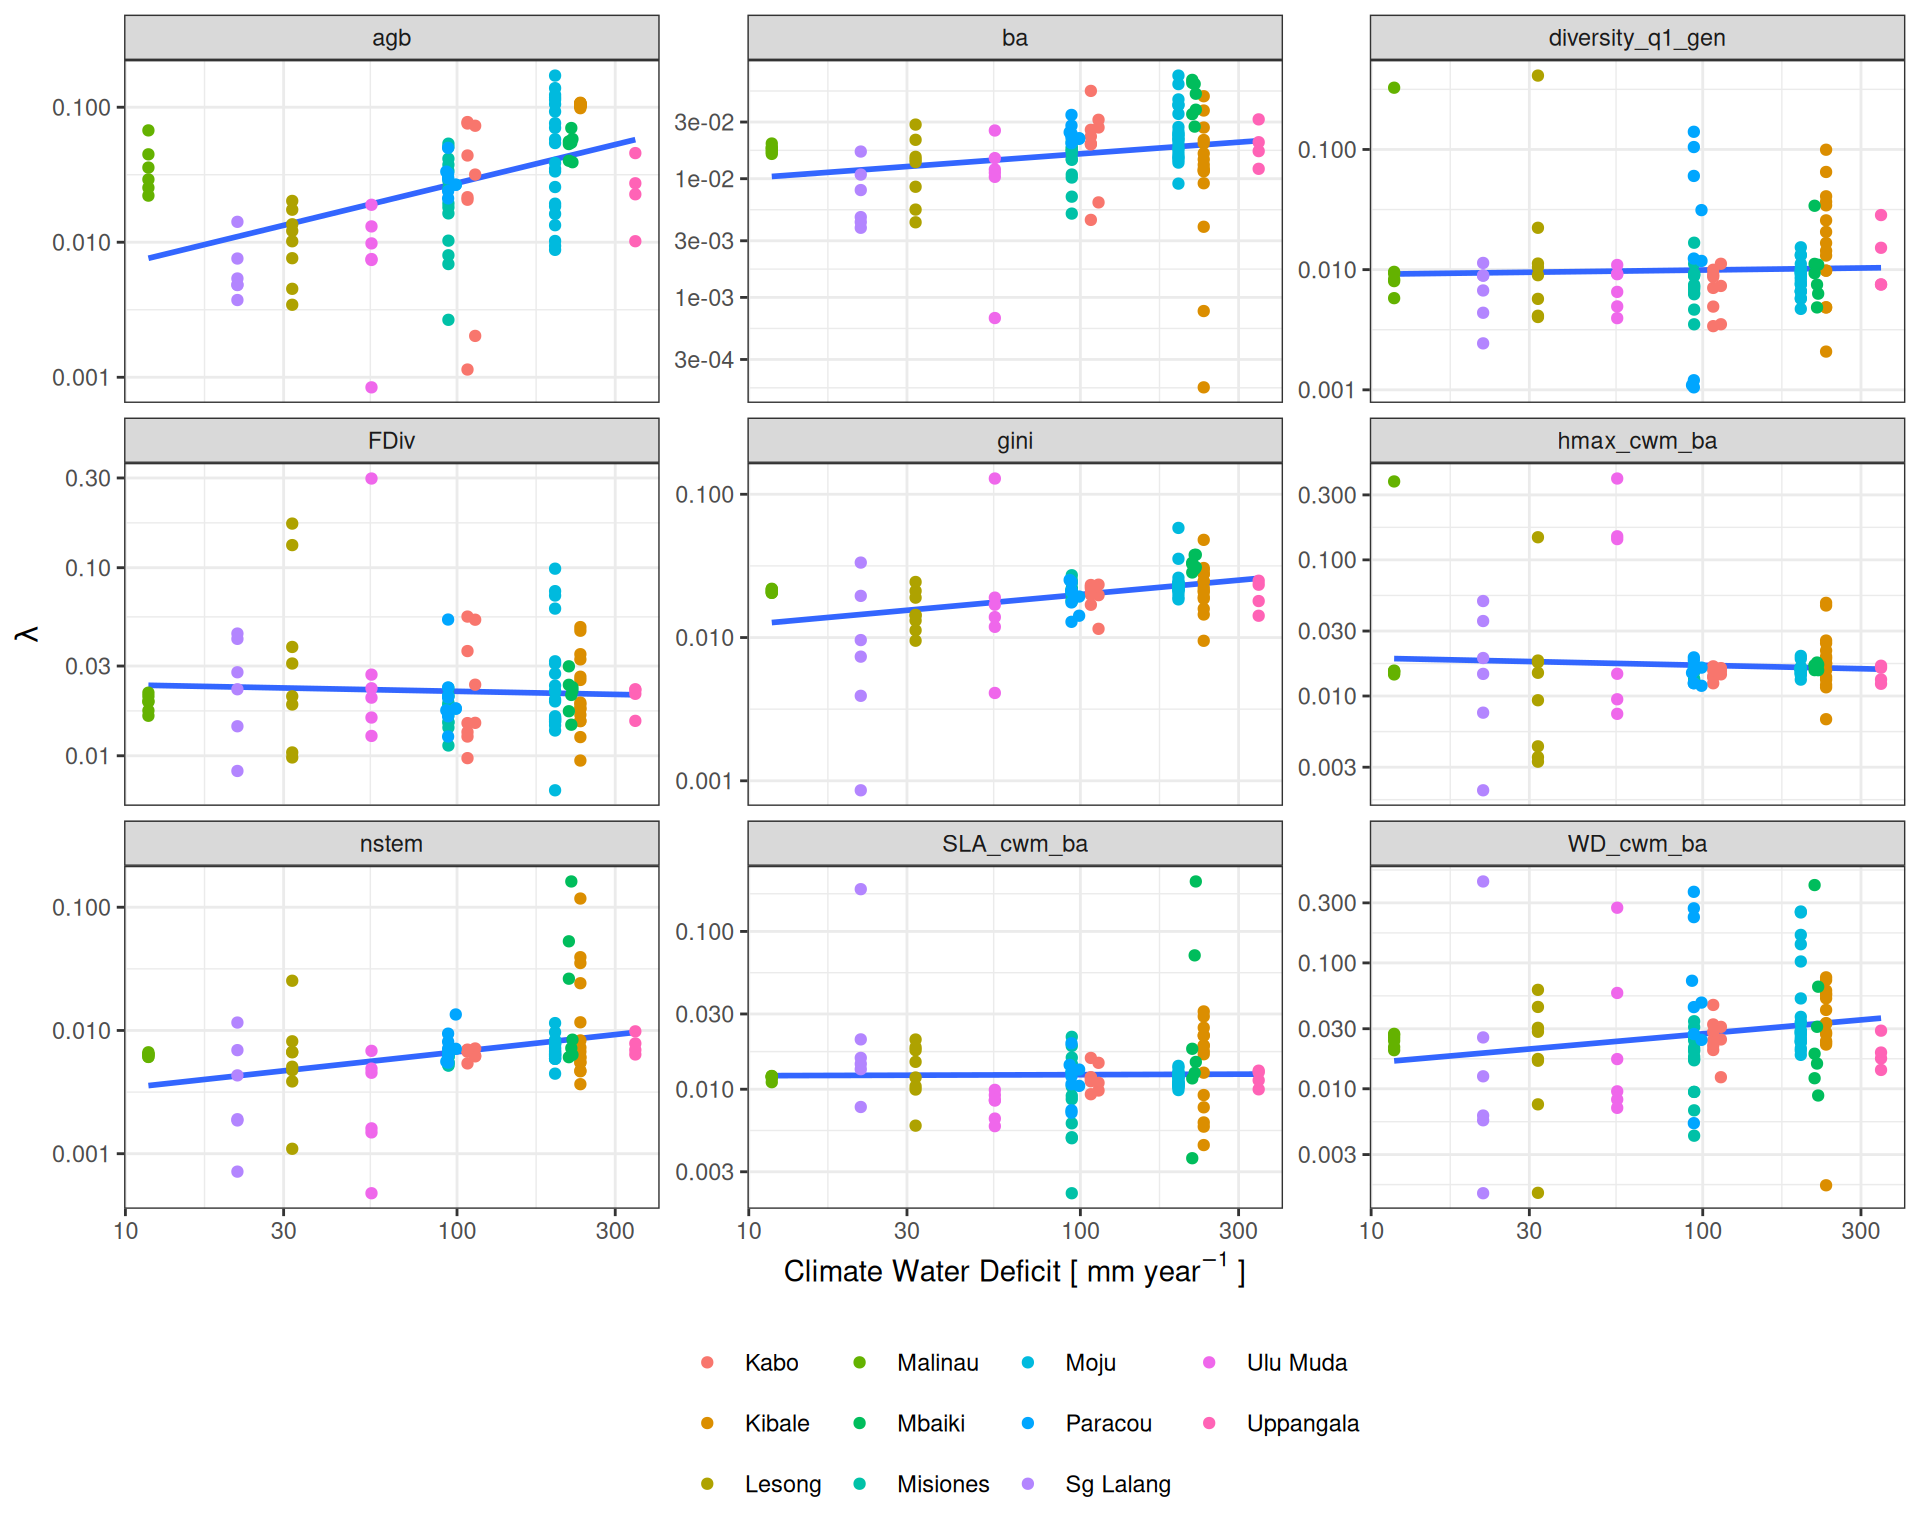 agb
ba
diversity_q1_gen
0.100
0.010
0.001
3e-02
1e-02
3e-03
1e-03
3e-04
0.100
0.010
0.001
FDiv
gini
hmax_cwm_ba
0.30
0.10
0.03
0.01
0.100
0.010
0.001
0.300
0.100
0.030
0.010
0.003
λ
nstem
SLA_cwm_ba
WD_cwm_ba
0.100
0.010
0.001
0.100
0.030
0.010
0.003
0.300
0.100
0.030
0.010
0.003
10 30 100 300
10 30 100 300
10 30 100 300
Climate Water Deficit [ mm year⁻¹ ]
Kabo Malinau Moju Ulu Muda
Kibale Mbaiki Paracou Uppangala
Lesong Misiones Sg Lalang